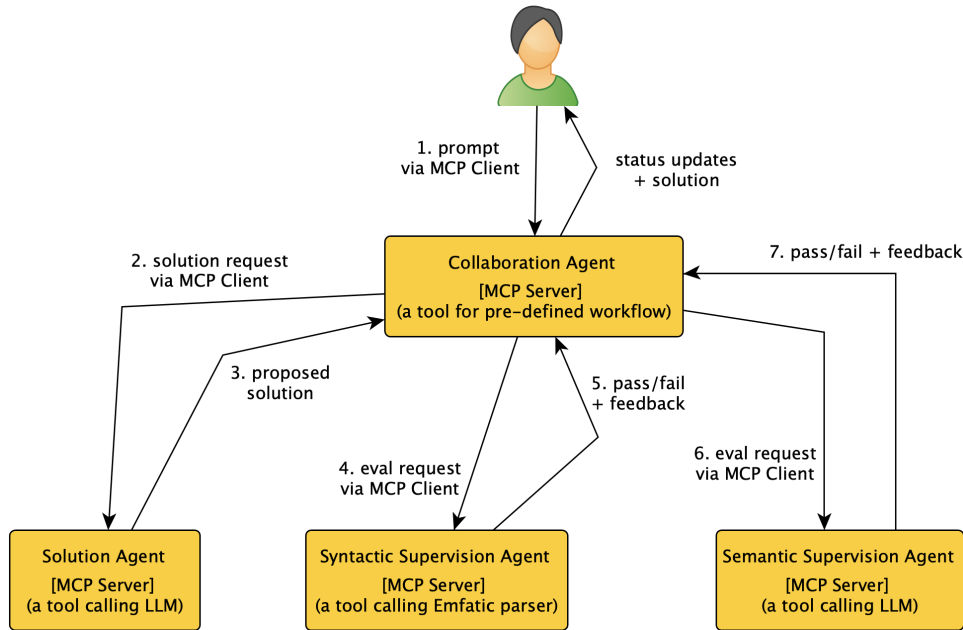 1. prompt
via MCP Client
status updates
+ solution
2. solution request
via MCP Client
Collaboration Agent
[MCP Server]
(a tool for pre-defined workflow)
7. pass/fail + feedback
3. proposed
solution
5. pass/fail
+ feedback
4. eval request
via MCP Client
6. eval request
via MCP Client
Solution Agent
[MCP Server]
(a tool calling LLM)
Syntactic Supervision Agent
[MCP Server]
(a tool calling Emfatic parser)
Semantic Supervision Agent
[MCP Server]
(a tool calling LLM)